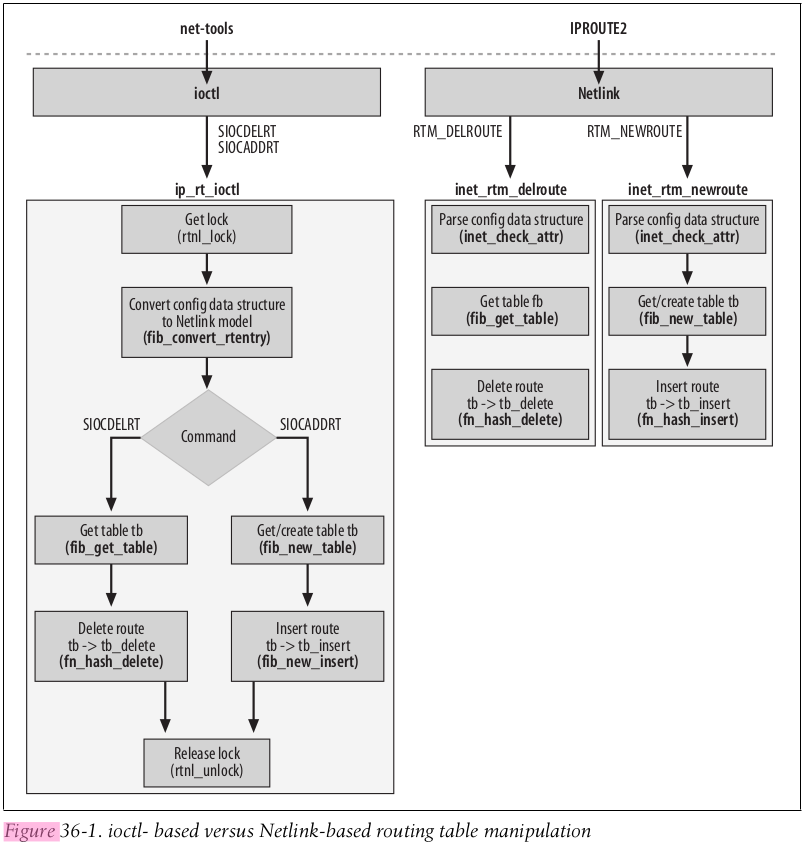 net-tools
IPROUTE2
ioctl
Netlink
SIOCDELRT
SIOCADDRT
RTM_DELROUTE
RTM_NEWROUTE
ip_rt_ioctl
inet_rtm_delroute
inet_rtm_newroute
Get lock
(rtnl_lock)
Convert config data structure
to Netlink model
(fib_convert_rtentry)
Command
SIOCDELRT
SIOCADDRT
Get table tb
(fib_get_table)
Get/create table tb
(fib_new_table)
Delete route
tb -> tb_delete
(fn_hash_delete)
Insert route
tb -> tb_insert
(fib_new_insert)
Release lock
(rtnl_unlock)
Parse config data structure
(inet_check_attr)
Get table fb
(fib_get_table)
Delete route
tb -> tb_delete
(fn_hash_delete)
Parse config data structure
(inet_check_attr)
Get/create table tb
(fib_new_table)
Insert route
tb -> tb_insert
(fn_hash_insert)
Figure 36-1. ioctl- based versus Netlink-based routing table manipulation